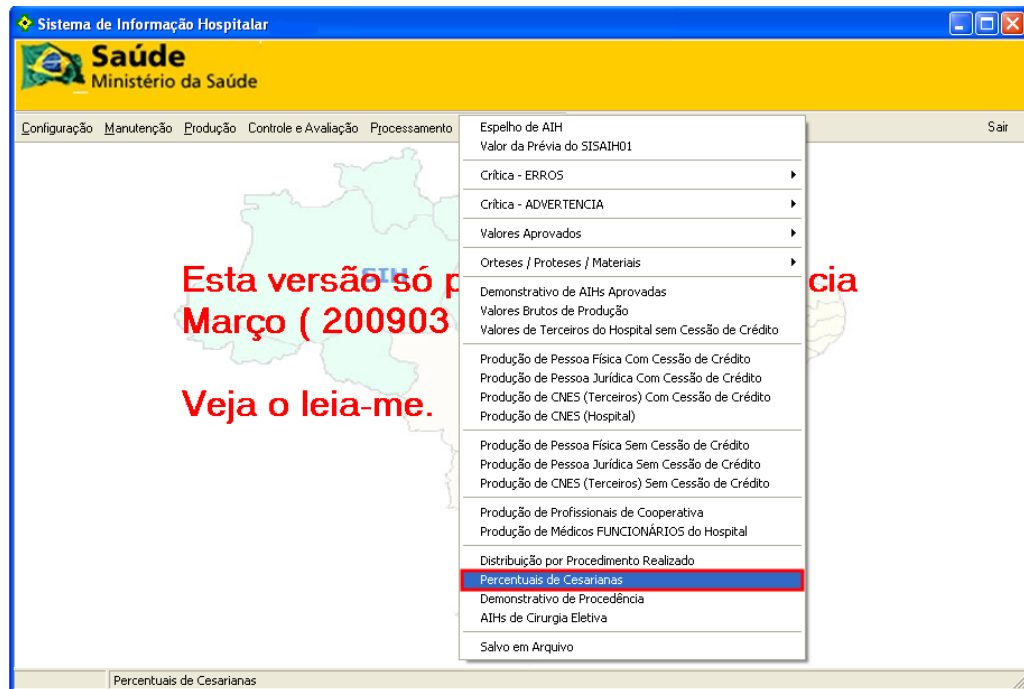 Sistema de Informação Hospitalar
Saúde
Ministério da Saúde
Configuração Manutenção Produção Controle e Avaliação Processamento
Sair
Espelho de AIH
Valor da Prévia do SISAIH01
Crítica - ERROS
Crítica - ADVERTENCIA
Valores Aprovados
Orteses / Proteses / Materiais
Demonstrativo de AIHs Aprovadas
Valores Brutos de Produção
Valores de Terceiros do Hospital sem Cessão de Crédito
Produção de Pessoa Física Com Cessão de Crédito
Produção de Pessoa Jurídica Com Cessão de Crédito
Produção de CNES (Terceiros) Com Cessão de Crédito
Produção de CNES (Hospital)
Produção de Pessoa Física Sem Cessão de Crédito
Produção de Pessoa Jurídica Sem Cessão de Crédito
Produção de CNES (Terceiros) Sem Cessão de Crédito
Produção de Profissionais de Cooperativa
Produção de Médicos FUNCIONÁRIOS do Hospital
Distribuição por Procedimento Realizado
Percentuais de Cesarianas
Demonstrativo de Procedência
AIHs de Cirurgia Eletiva
Salvo em Arquivo
SIH
Esta versão só p cia
Março ( 200903
Veja o leia-me.
Percentuais de Cesarianas